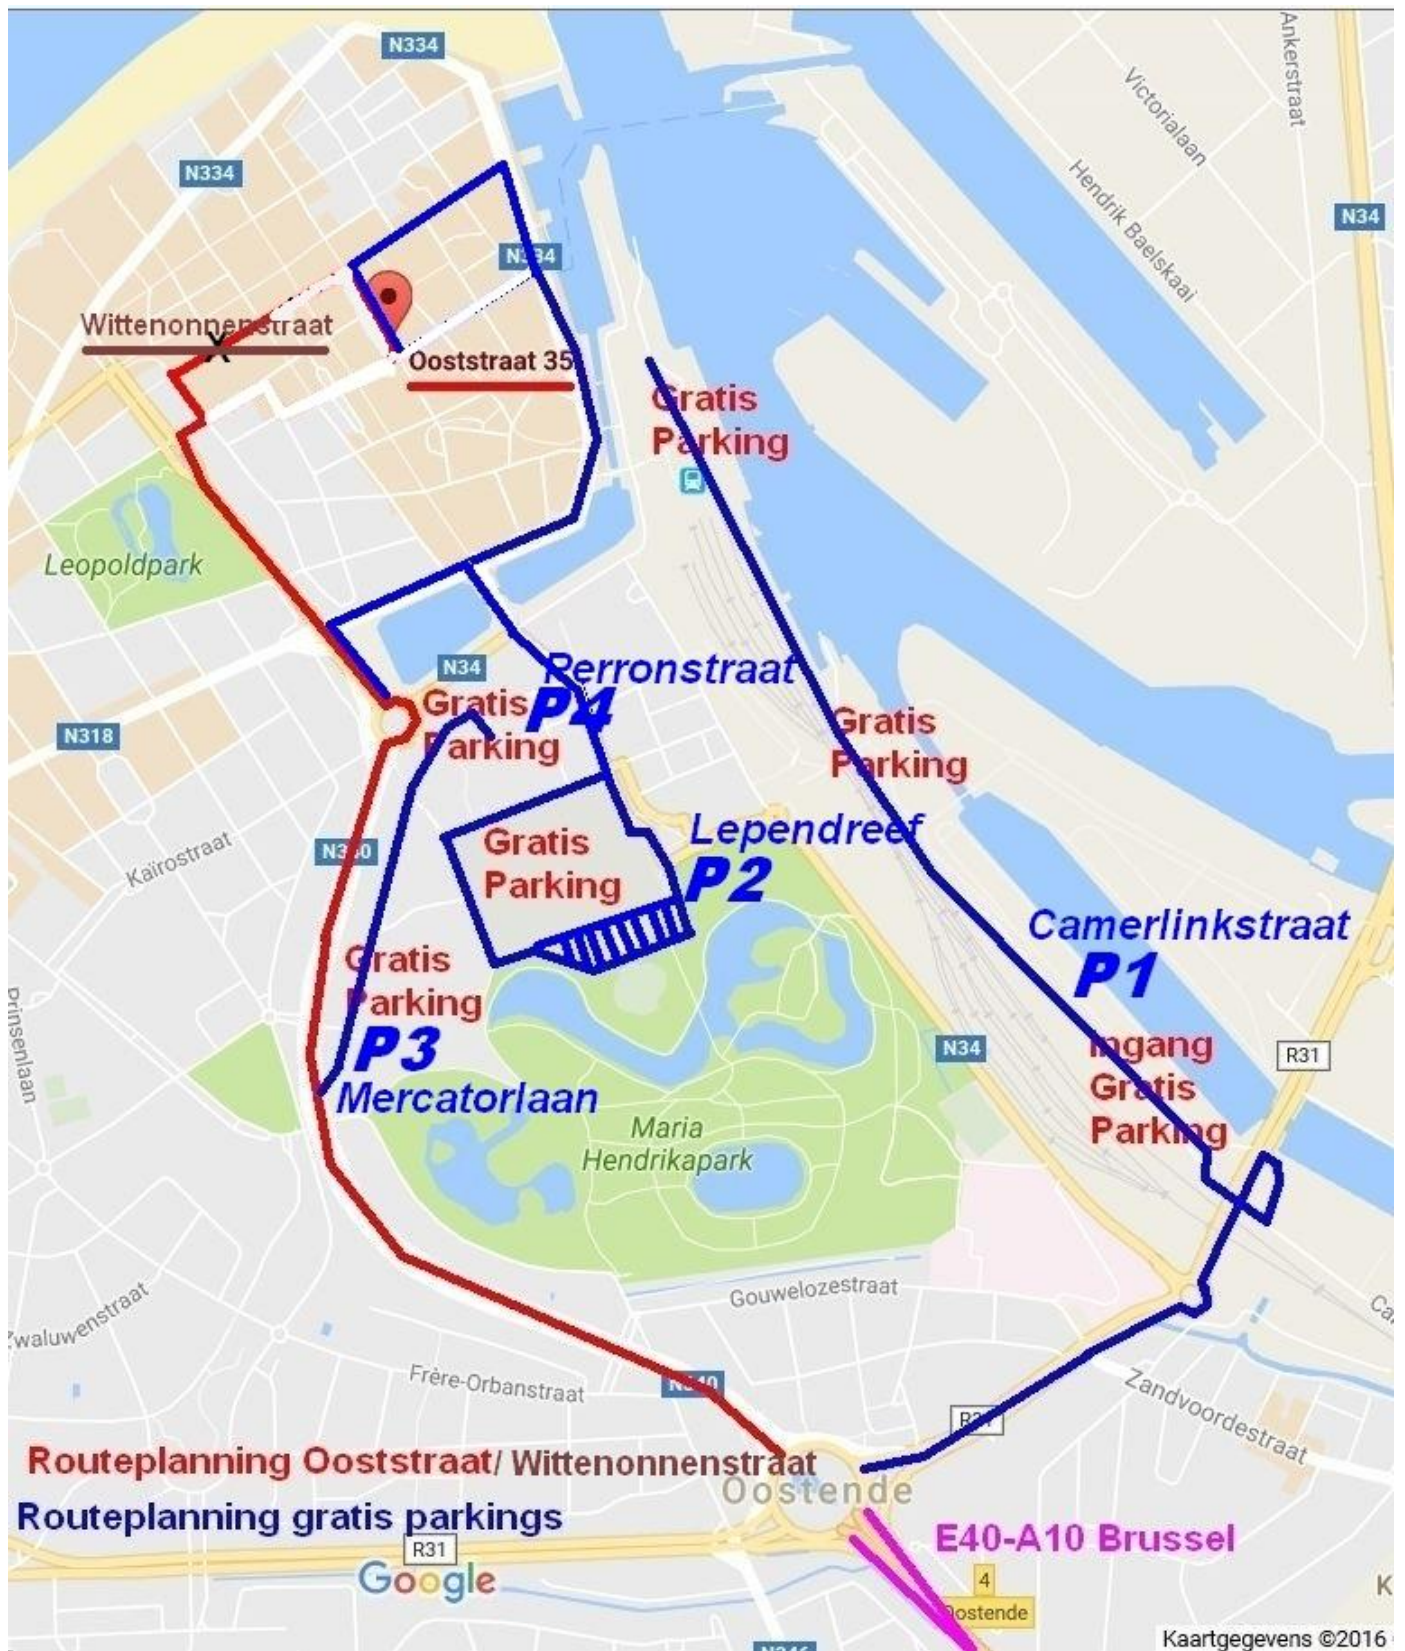 N334
Ankerstraat
Victorialaan
N334
Hendrik Baelskaai
N34
N334
Wittenonnenstraat
X
Ooststraat 35
Gratis
Parking
Leopoldpark
N34
Perronstraat
P4
Gratis
Parking
Gratis
Parking
N318
Kaïrostraat
Lependreef
P2
Gratis
Parking
Camerlinkstraat
P1
Gratis
Parking
P3
Mercatorlaan
Prinsenlaan
N34
Ingang
Gratis
Parking
R31
Maria
Hendrikapark
Gouwelozestraat
Zwaluwenstraat
Frère-Orbanstraat
N340
Zandvoordestraat
R31
Routeplanning Ooststraat/ Wittenonnenstraat
Oostende
Routeplanning gratis parkings
R31
E40-A10 Brussel
Google
4
Oostende
K
Kaartgegevens ©2016